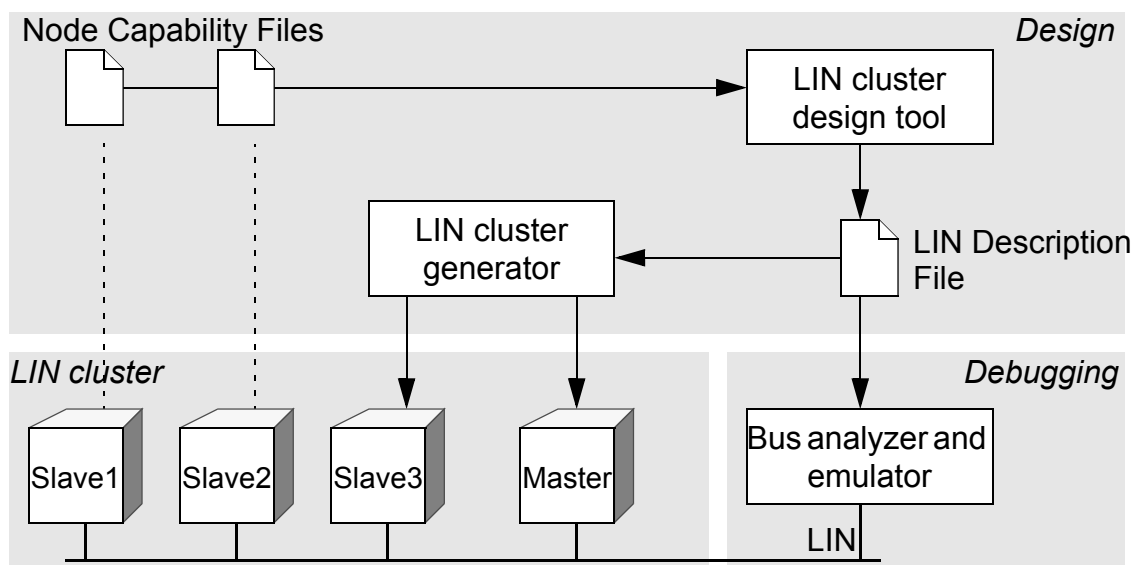 Node Capability Files
Design
LIN cluster
design tool
LIN cluster
generator
LIN Description
File
LIN cluster
Debugging
Slave1
Slave2
Slave3
Master
Bus analyzer and
emulator
LIN